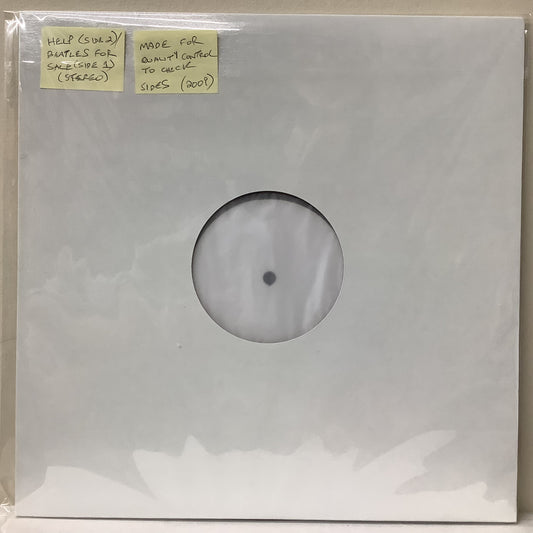 HELP (SIDE 2)/
BEATLES FOR
SALE (SIDE 1)
(STEREO)
MADE FOR
QUALITY CONTROL
TO CHECK
SIDES (2009)